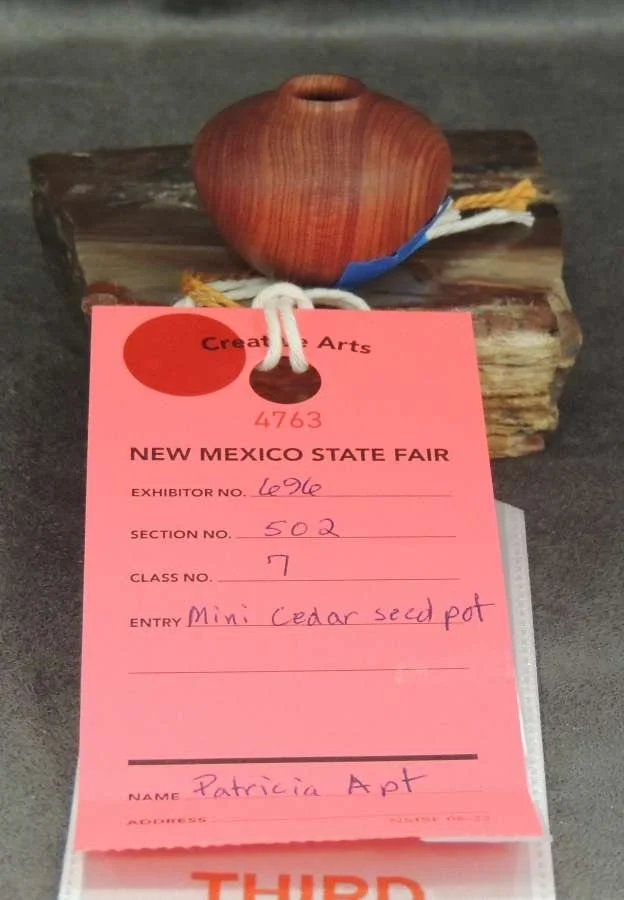 Creative Arts
4763
NEW MEXICO STATE FAIR
EXHIBITOR NO. 696
SECTION NO. 502
CLASS NO. 7
ENTRY Mini Cedar seed pot
NAME Patricia Apt
ADDRESS
THIRD